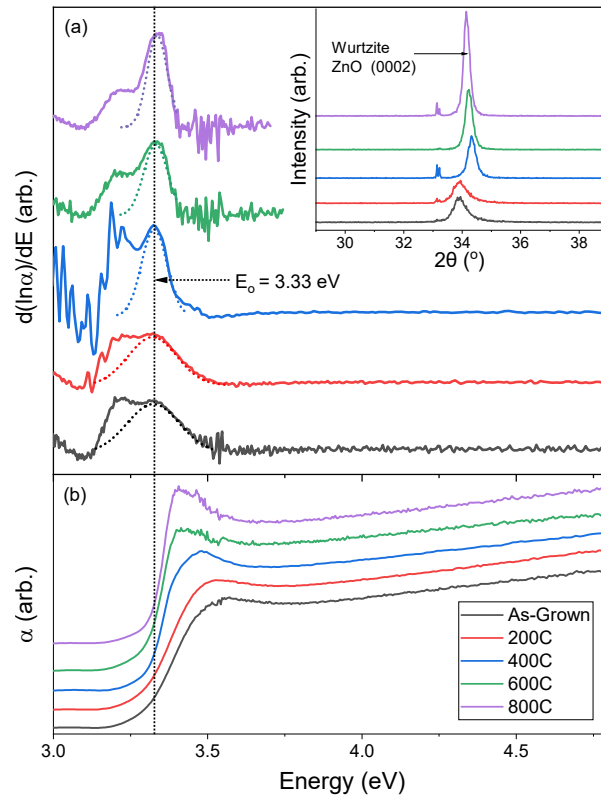 (a)
Wurtzite
ZnO (0002)
Intensity (arb.)
30 32 34 36 38
2θ (°)
d(lnα)/dE (arb.)
E₀ = 3.33 eV
(b)
α (arb.)
As-Grown
200C
400C
600C
800C
3.0 3.5 4.0 4.5
Energy (eV)